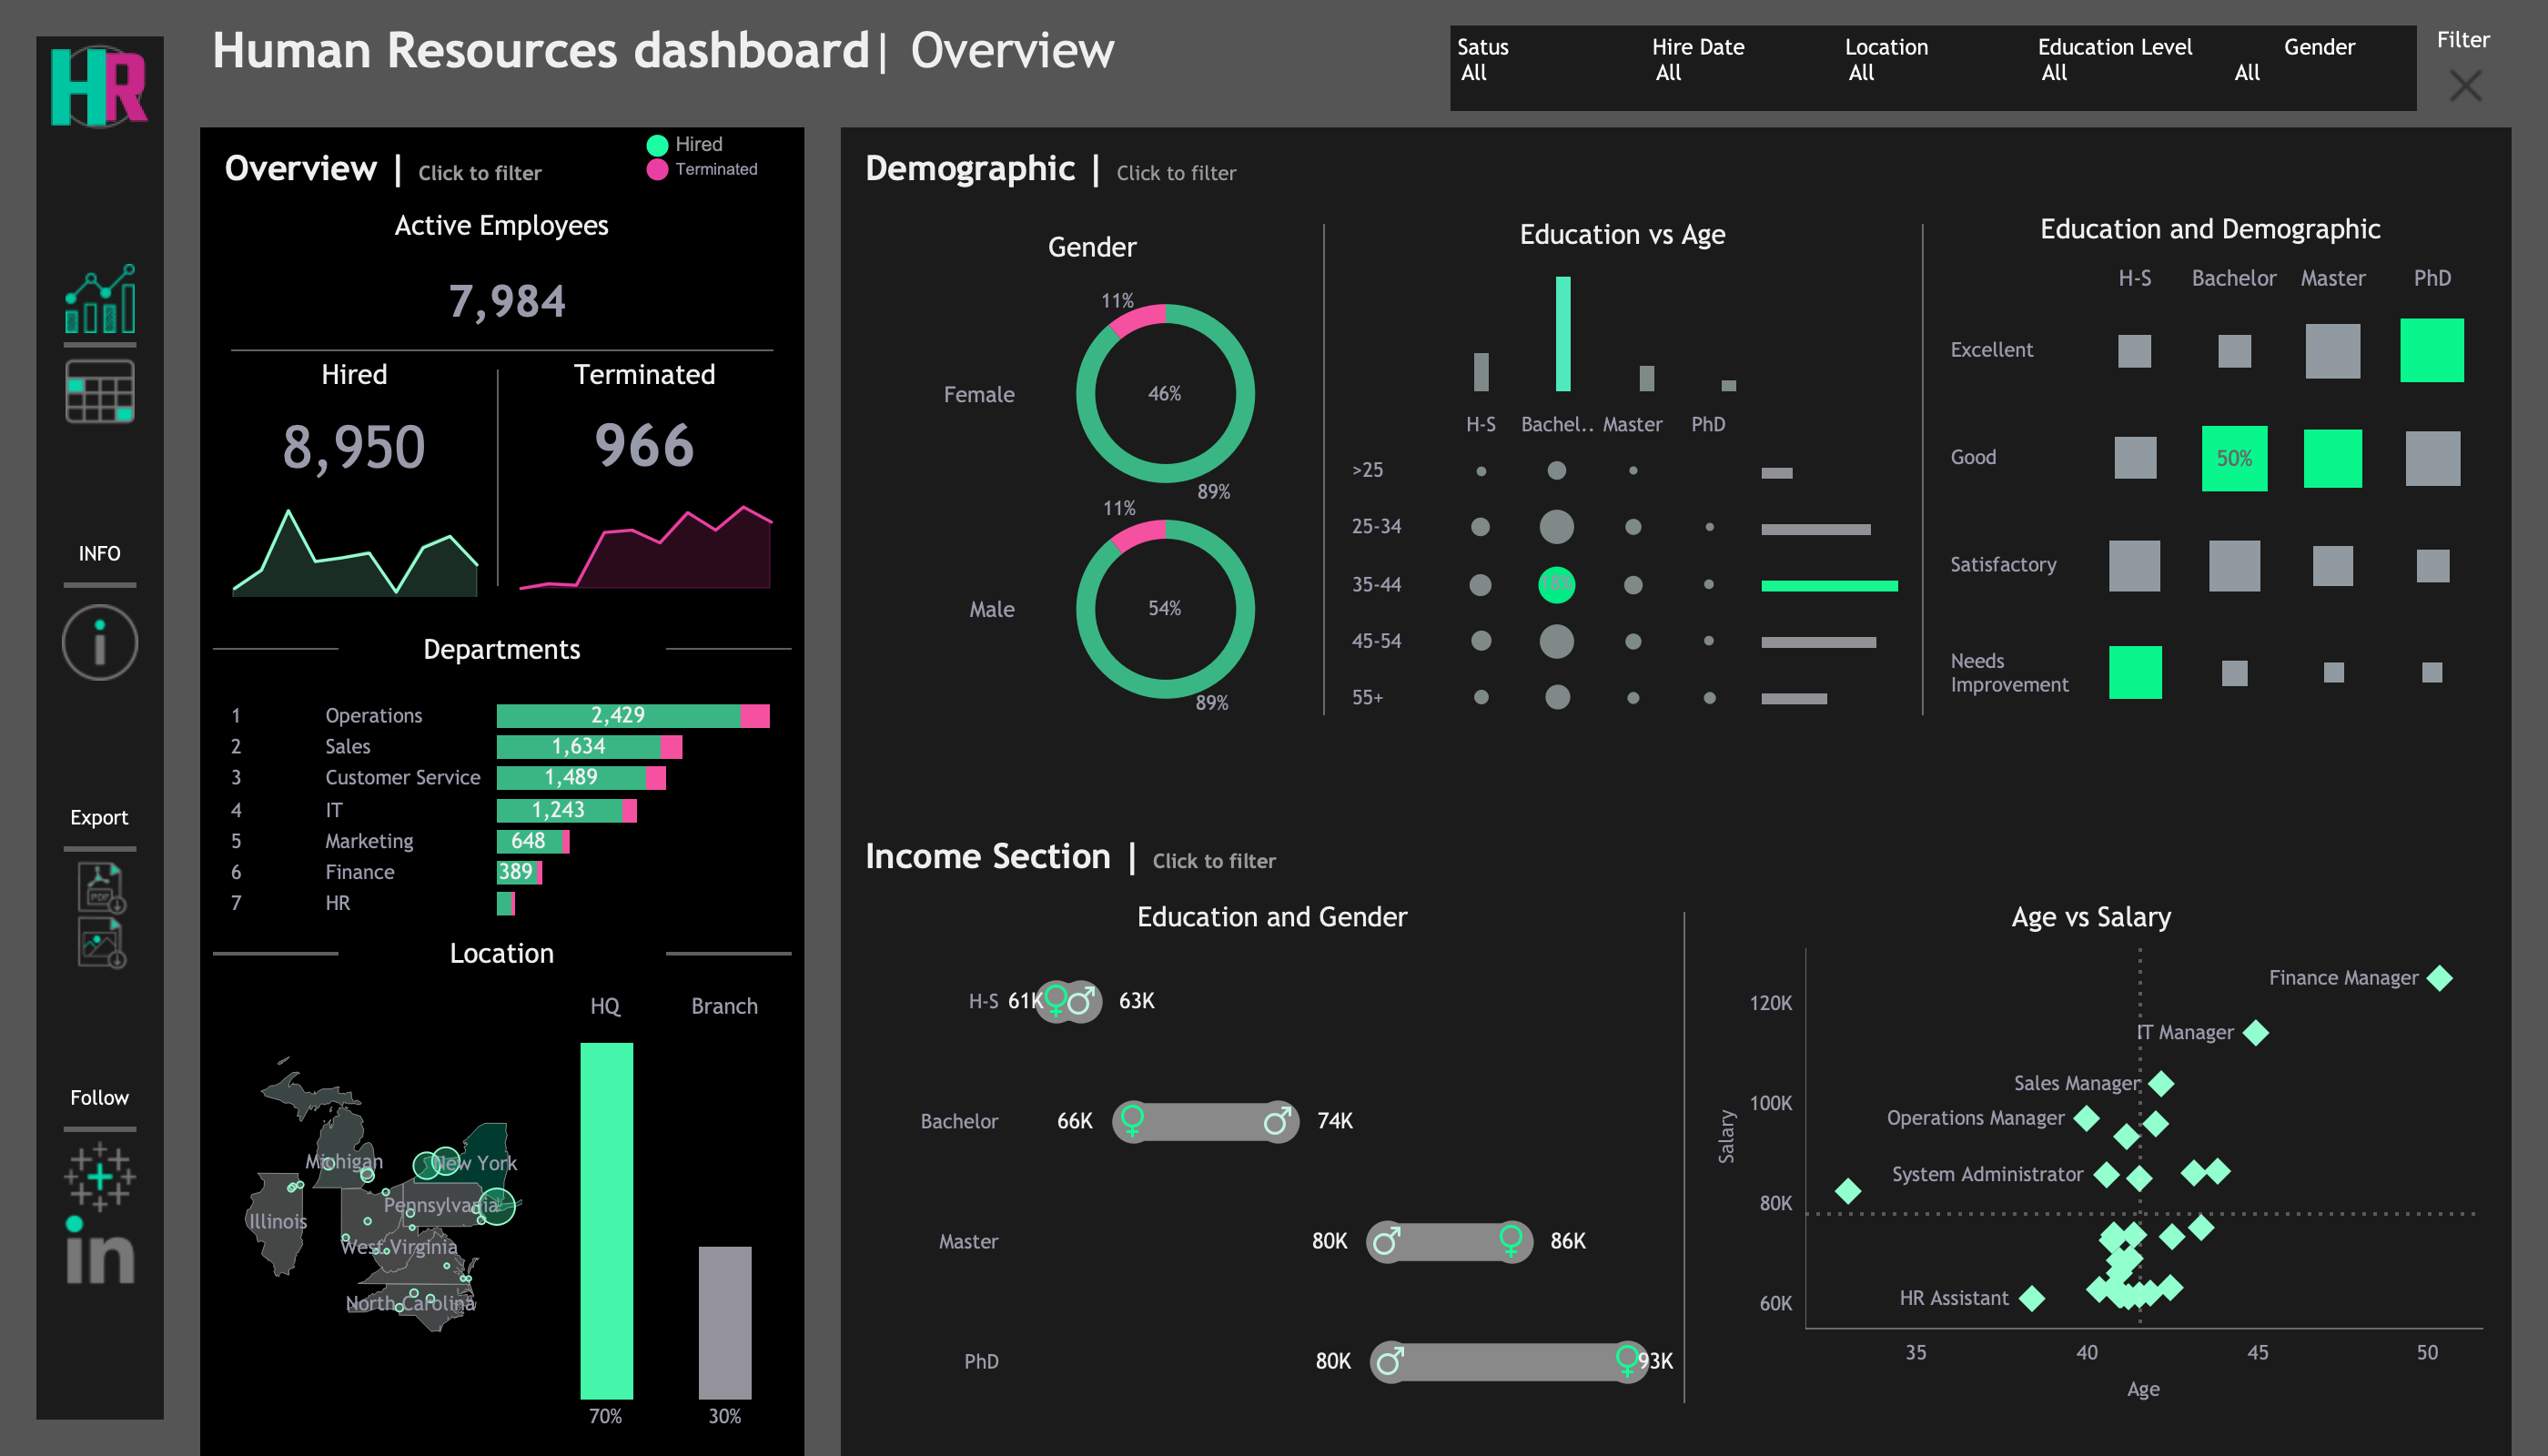 HR
Human Resources dashboard| Overview
Satus Hire Date Location Education Level Gender Filter
All All All All All
Overview | Click to filter
Hired
Terminated
Active Employees
7,984
Hired Terminated
8,950 966
Departments
1 Operations 2,429
2 Sales 1,634
3 Customer Service 1,489
4 IT 1,243
5 Marketing 648
6 Finance 389
7 HR
Location
HQ Branch
Michigan
New York
Pennsylvania
Illinois
West Virginia
North Carolina
70% 30%
INFO
Export
PDF
Follow
in
Demographic | Click to filter
Gender
11%
Female 46%
89%
11%
Male 54%
89%
Education vs Age
H-S Bachel.. Master PhD
>25
25-34
35-44 18%
45-54
55+
Education and Demographic
H-S Bachelor Master PhD
Excellent
Good 50%
Satisfactory
Needs
Improvement
Income Section | Click to filter
Education and Gender
H-S 61K 63K
Bachelor 66K 74K
Master 80K 86K
PhD 80K 93K
Age vs Salary
Finance Manager
120K
IT Manager
Sales Manager
100K
Operations Manager
Salary
System Administrator
80K
HR Assistant
60K
35 40 45 50
Age